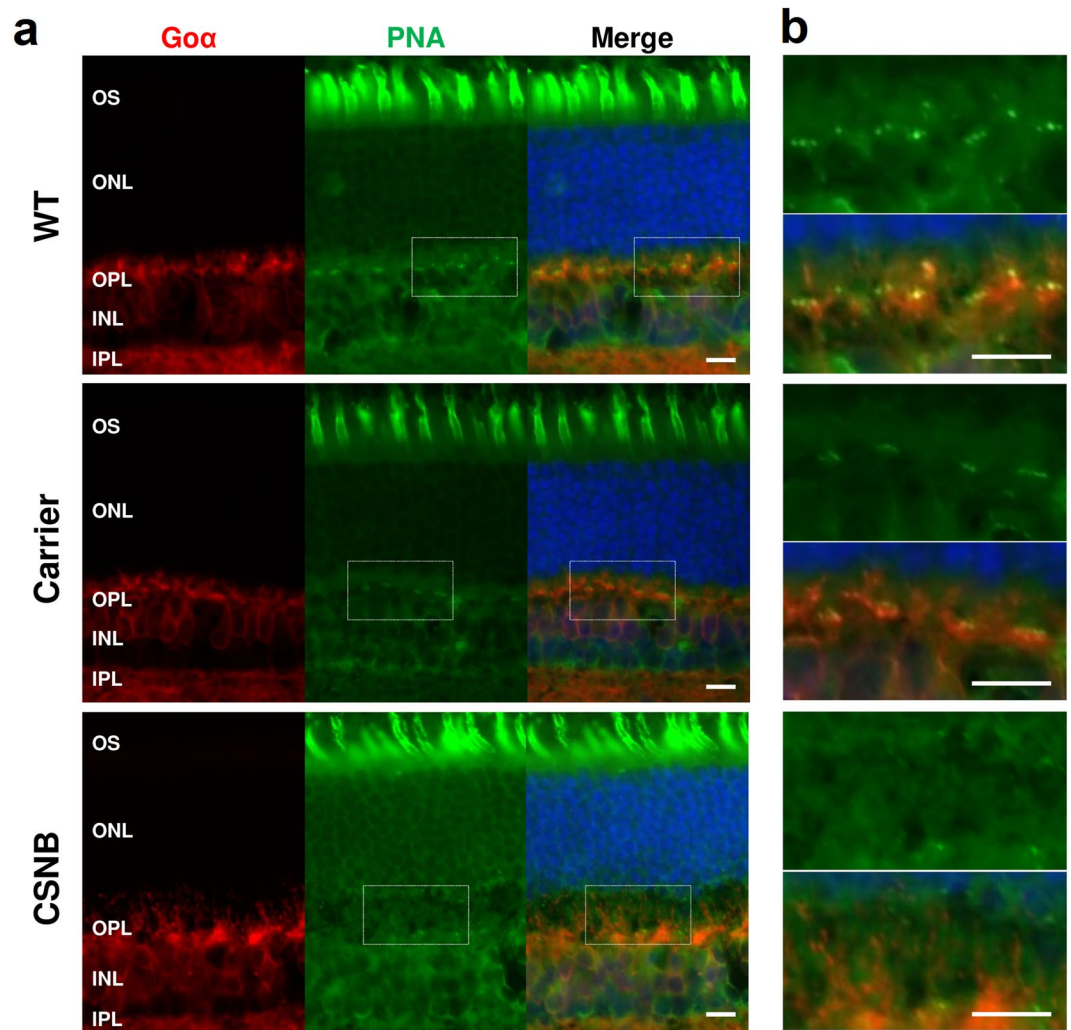 a
b
Goα PNA Merge
WT
OS
ONL
OPL
INL
IPL
Carrier
OS
ONL
OPL
INL
IPL
CSNB
OS
ONL
OPL
INL
IPL